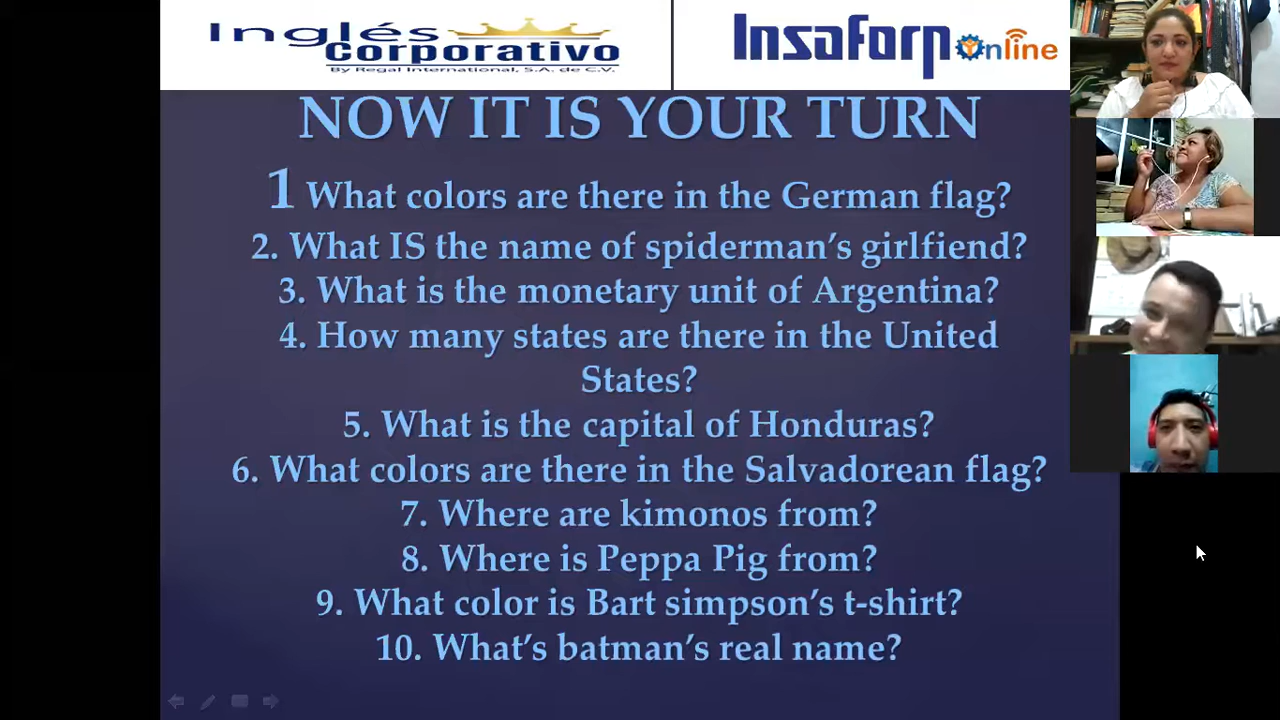 Inglés
Corporativo
By Regal International, S.A. de C.V.
Insaforp Online
NOW IT IS YOUR TURN
1 What colors are there in the German flag?
2. What IS the name of spiderman's girlfiend?
3. What is the monetary unit of Argentina?
4. How many states are there in the United
States?
5. What is the capital of Honduras?
6. What colors are there in the Salvadorean flag?
7. Where are kimonos from?
8. Where is Peppa Pig from?
9. What color is Bart simpson's t-shirt?
10. What's batman's real name?